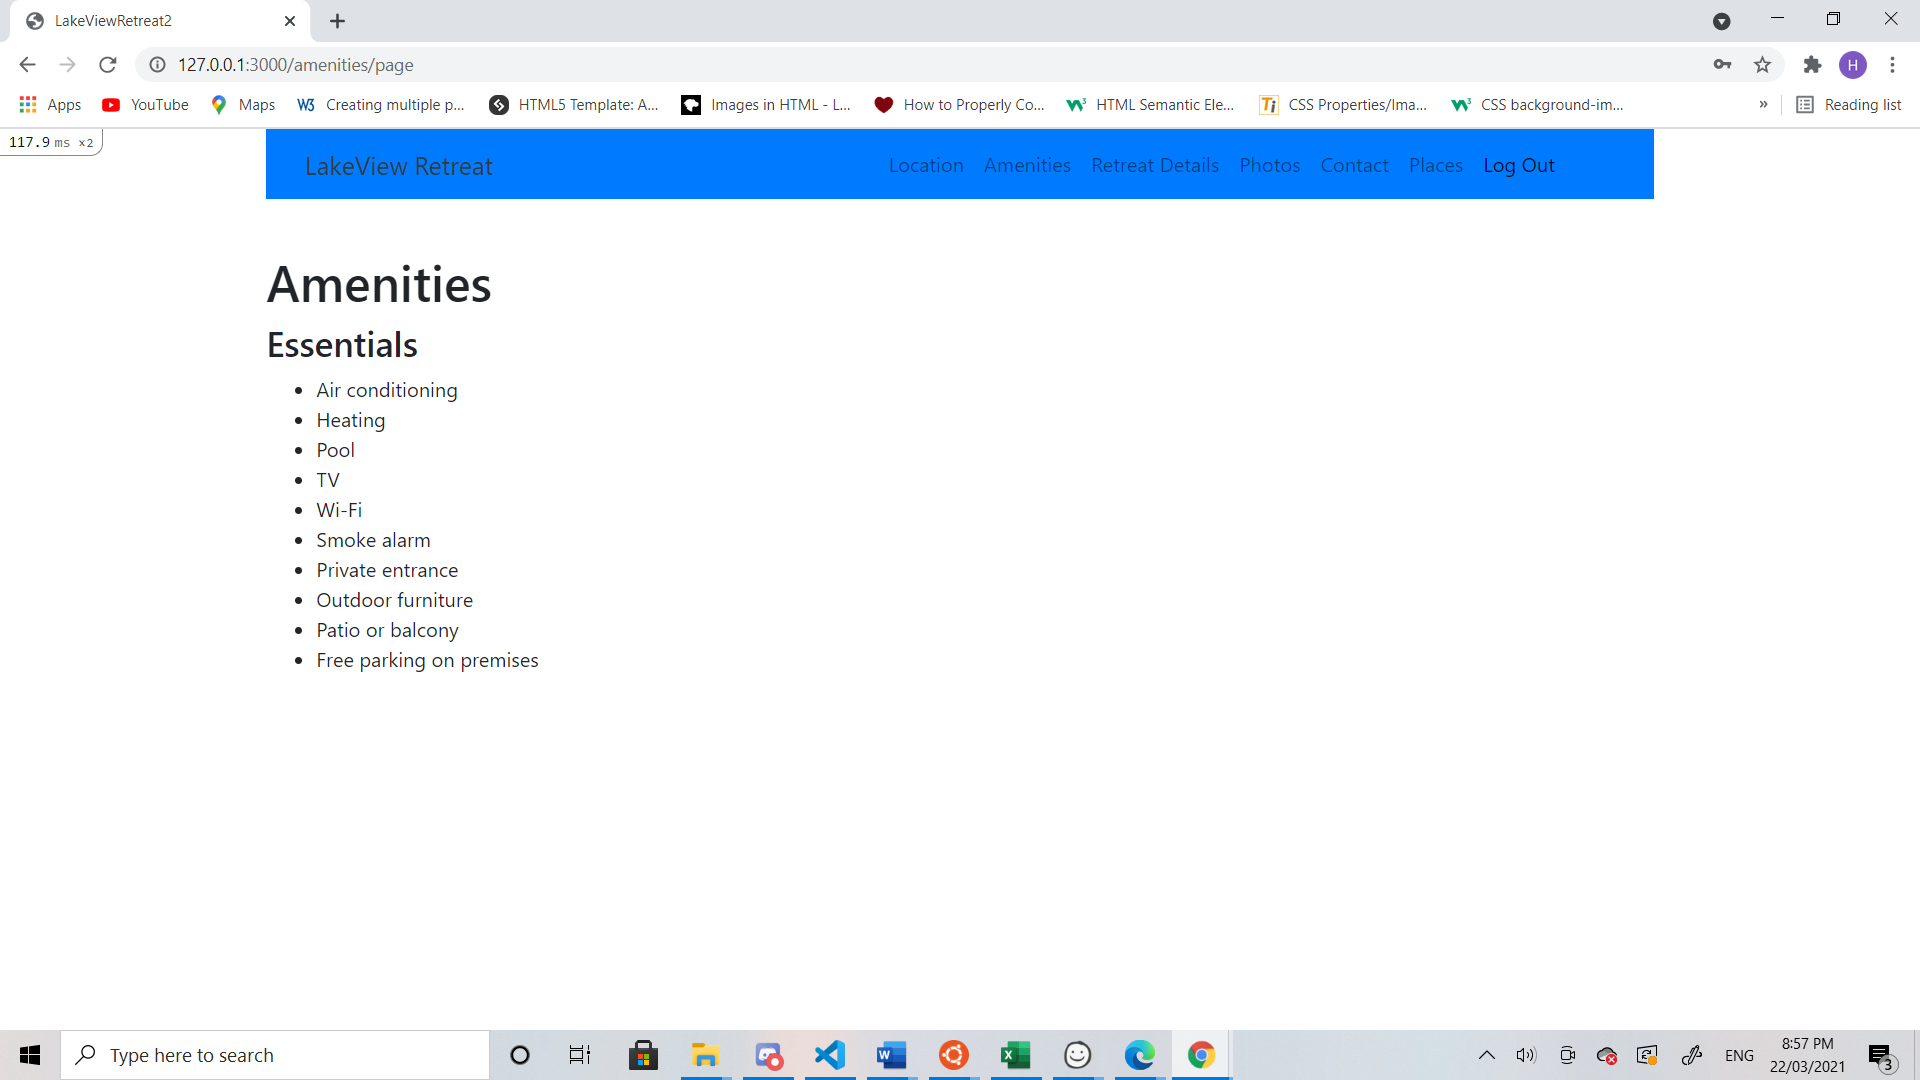 LakeViewRetreat2
127.0.0.1:3000/amenities/page
H
Apps YouTube Maps W3 Creating multiple p... HTML5 Template: A... Images in HTML - L... How to Properly Co... HTML Semantic Ele... Ti CSS Properties/Ima... CSS background-im... » Reading list
117.9 ms x2
LakeView Retreat Location Amenities Retreat Details Photos Contact Places Log Out
Amenities
Essentials
• Air conditioning
• Heating
• Pool
• TV
• Wi-Fi
• Smoke alarm
• Private entrance
• Outdoor furniture
• Patio or balcony
• Free parking on premises
Type here to search
ENG
8:57 PM
22/03/2021
3